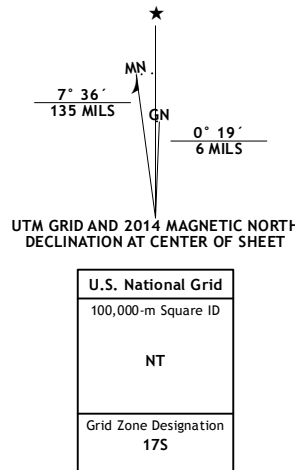 ★
MN
7° 36´
135 MILS
GN
0° 19´
6 MILS
UTM GRID AND 2014 MAGNETIC NORTH
DECLINATION AT CENTER OF SHEET
U.S. National Grid
100,000-m Square ID
NT
Grid Zone Designation
17S